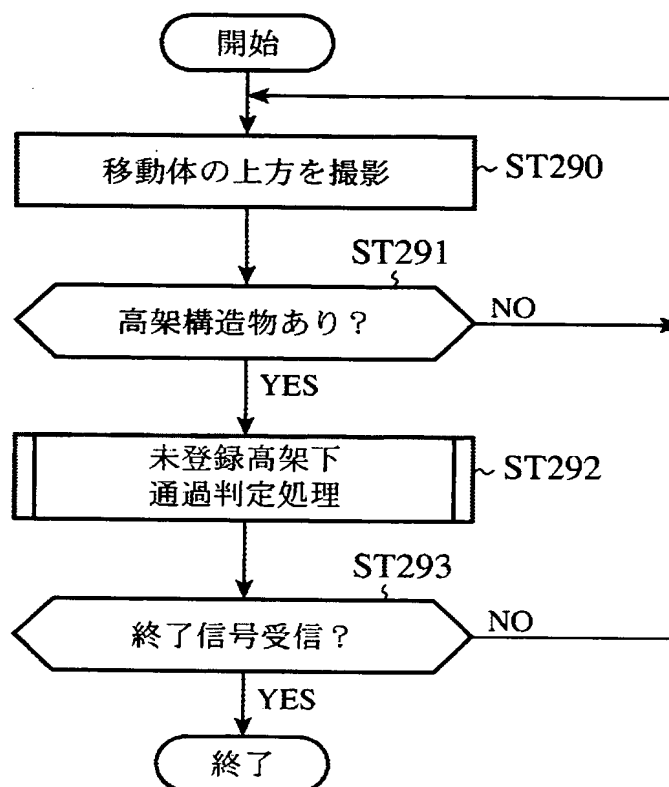 開始
移動体の上方を撮影
ST290
ST291
高架構造物あり?
NO
YES
未登録高架下
通過判定処理
ST292
ST293
終了信号受信?
NO
YES
終了